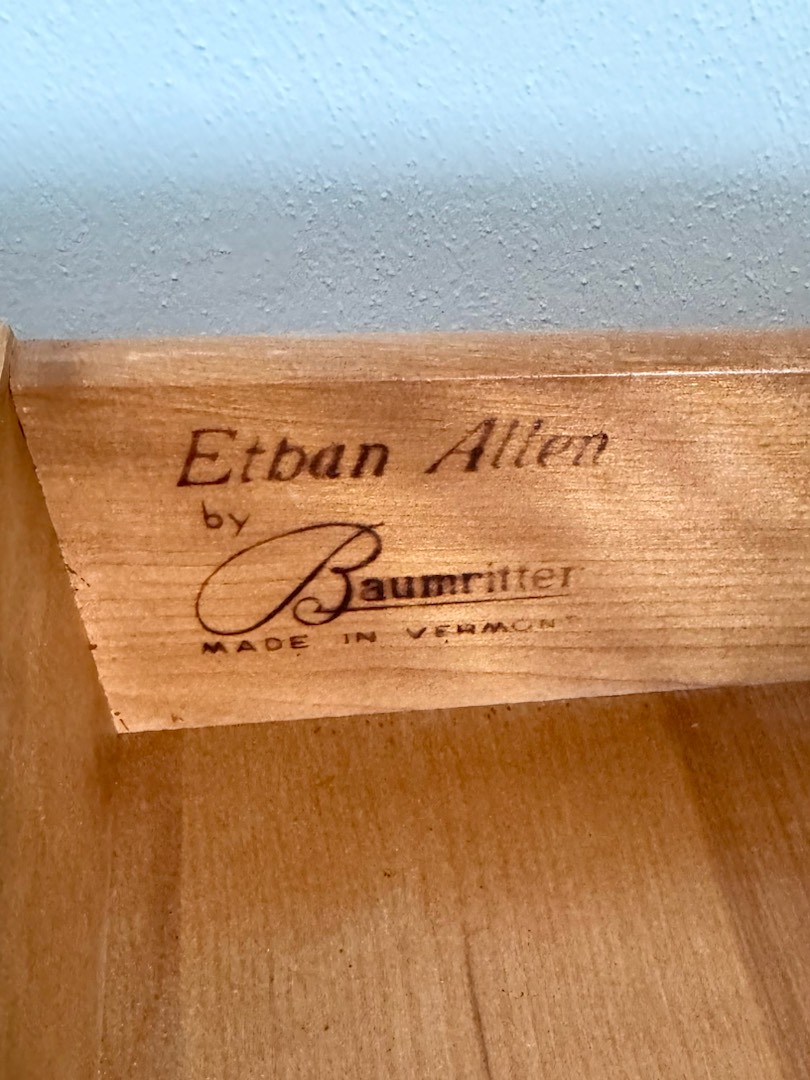 Ethan Allen
by
Baumritter
MADE IN VERMONT